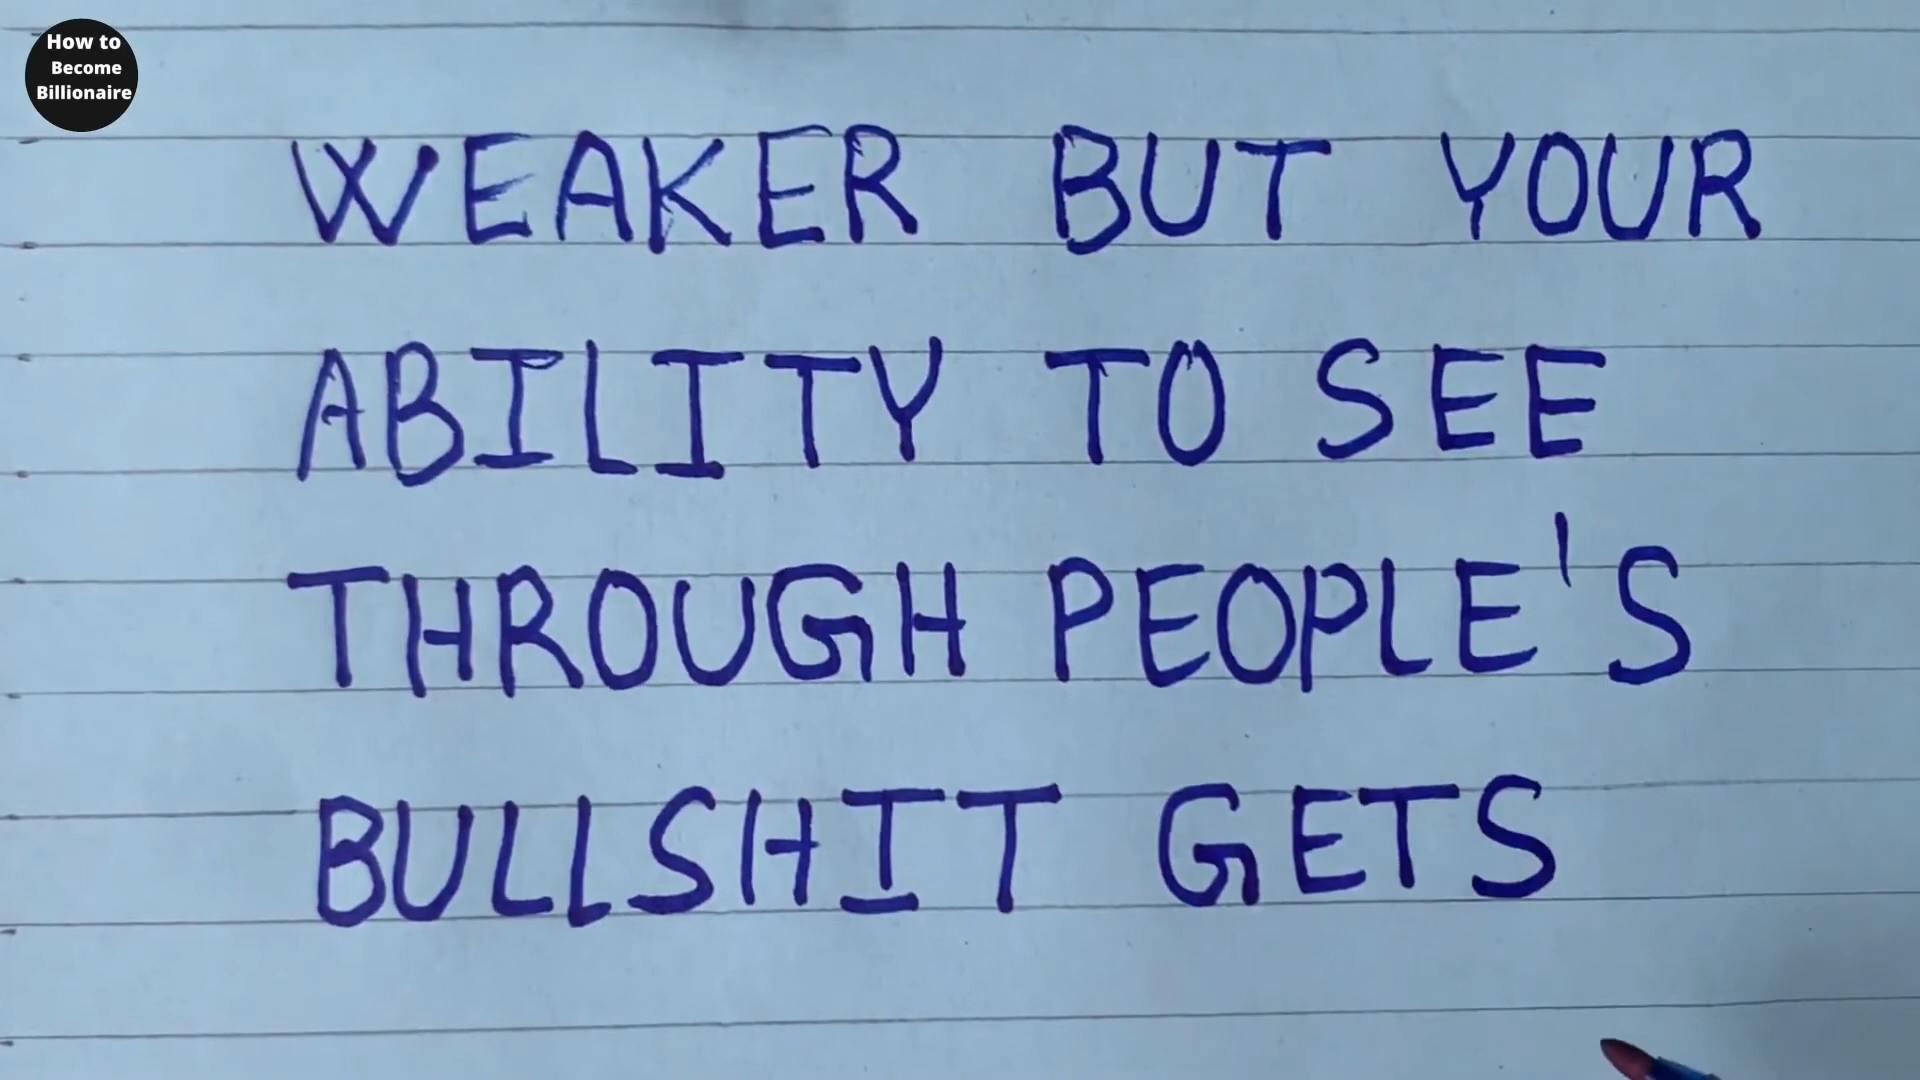 How to
Become
Billionaire
WEAKER BUT YOUR
ABILITY TO SEE
THROUGH PEOPLE'S
BULLSHIT GETS